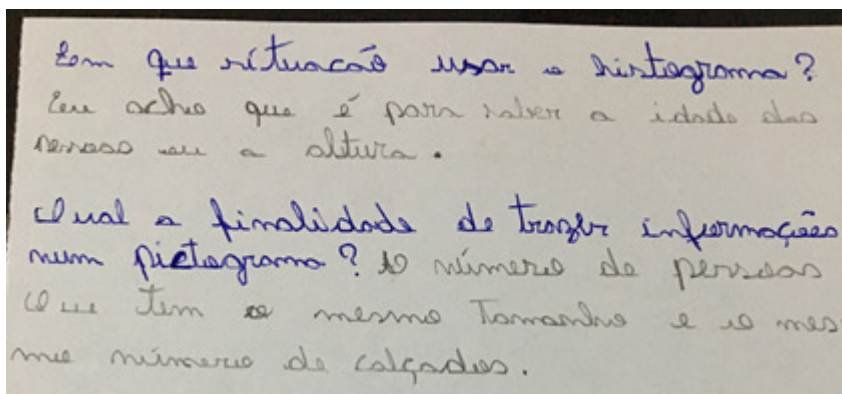 Em que situacão usar o histograma?
Eu acho que é para saber a idade das
pessoas ou a altura.
Qual a finalidade de trazer informações
num pictograma? O número de pessoas
que tem o mesmo tamanho e o mes-
mo número de calçados.